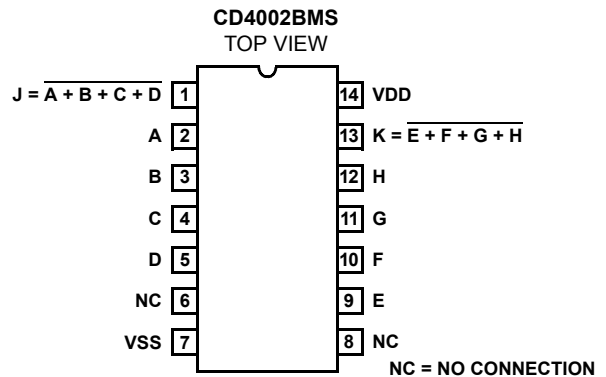 CD4002BMS
TOP VIEW
J = A + B + C + D 1 14 VDD
A 2 13 K = E + F + G + H
B 3 12 H
C 4 11 G
D 5 10 F
NC 6 9 E
VSS 7 8 NC
NC = NO CONNECTION